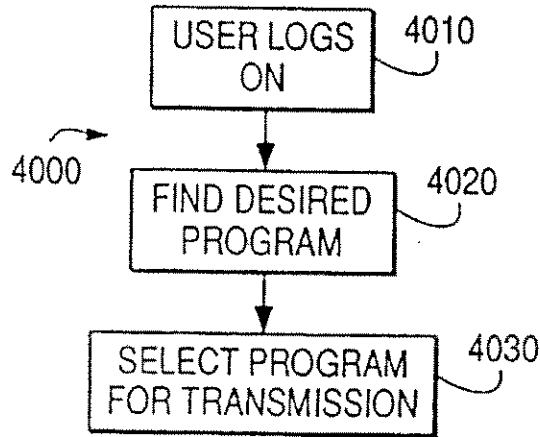 USER LOGS
ON
4010
4000
FIND DESIRED
PROGRAM
4020
SELECT PROGRAM
FOR TRANSMISSION
4030